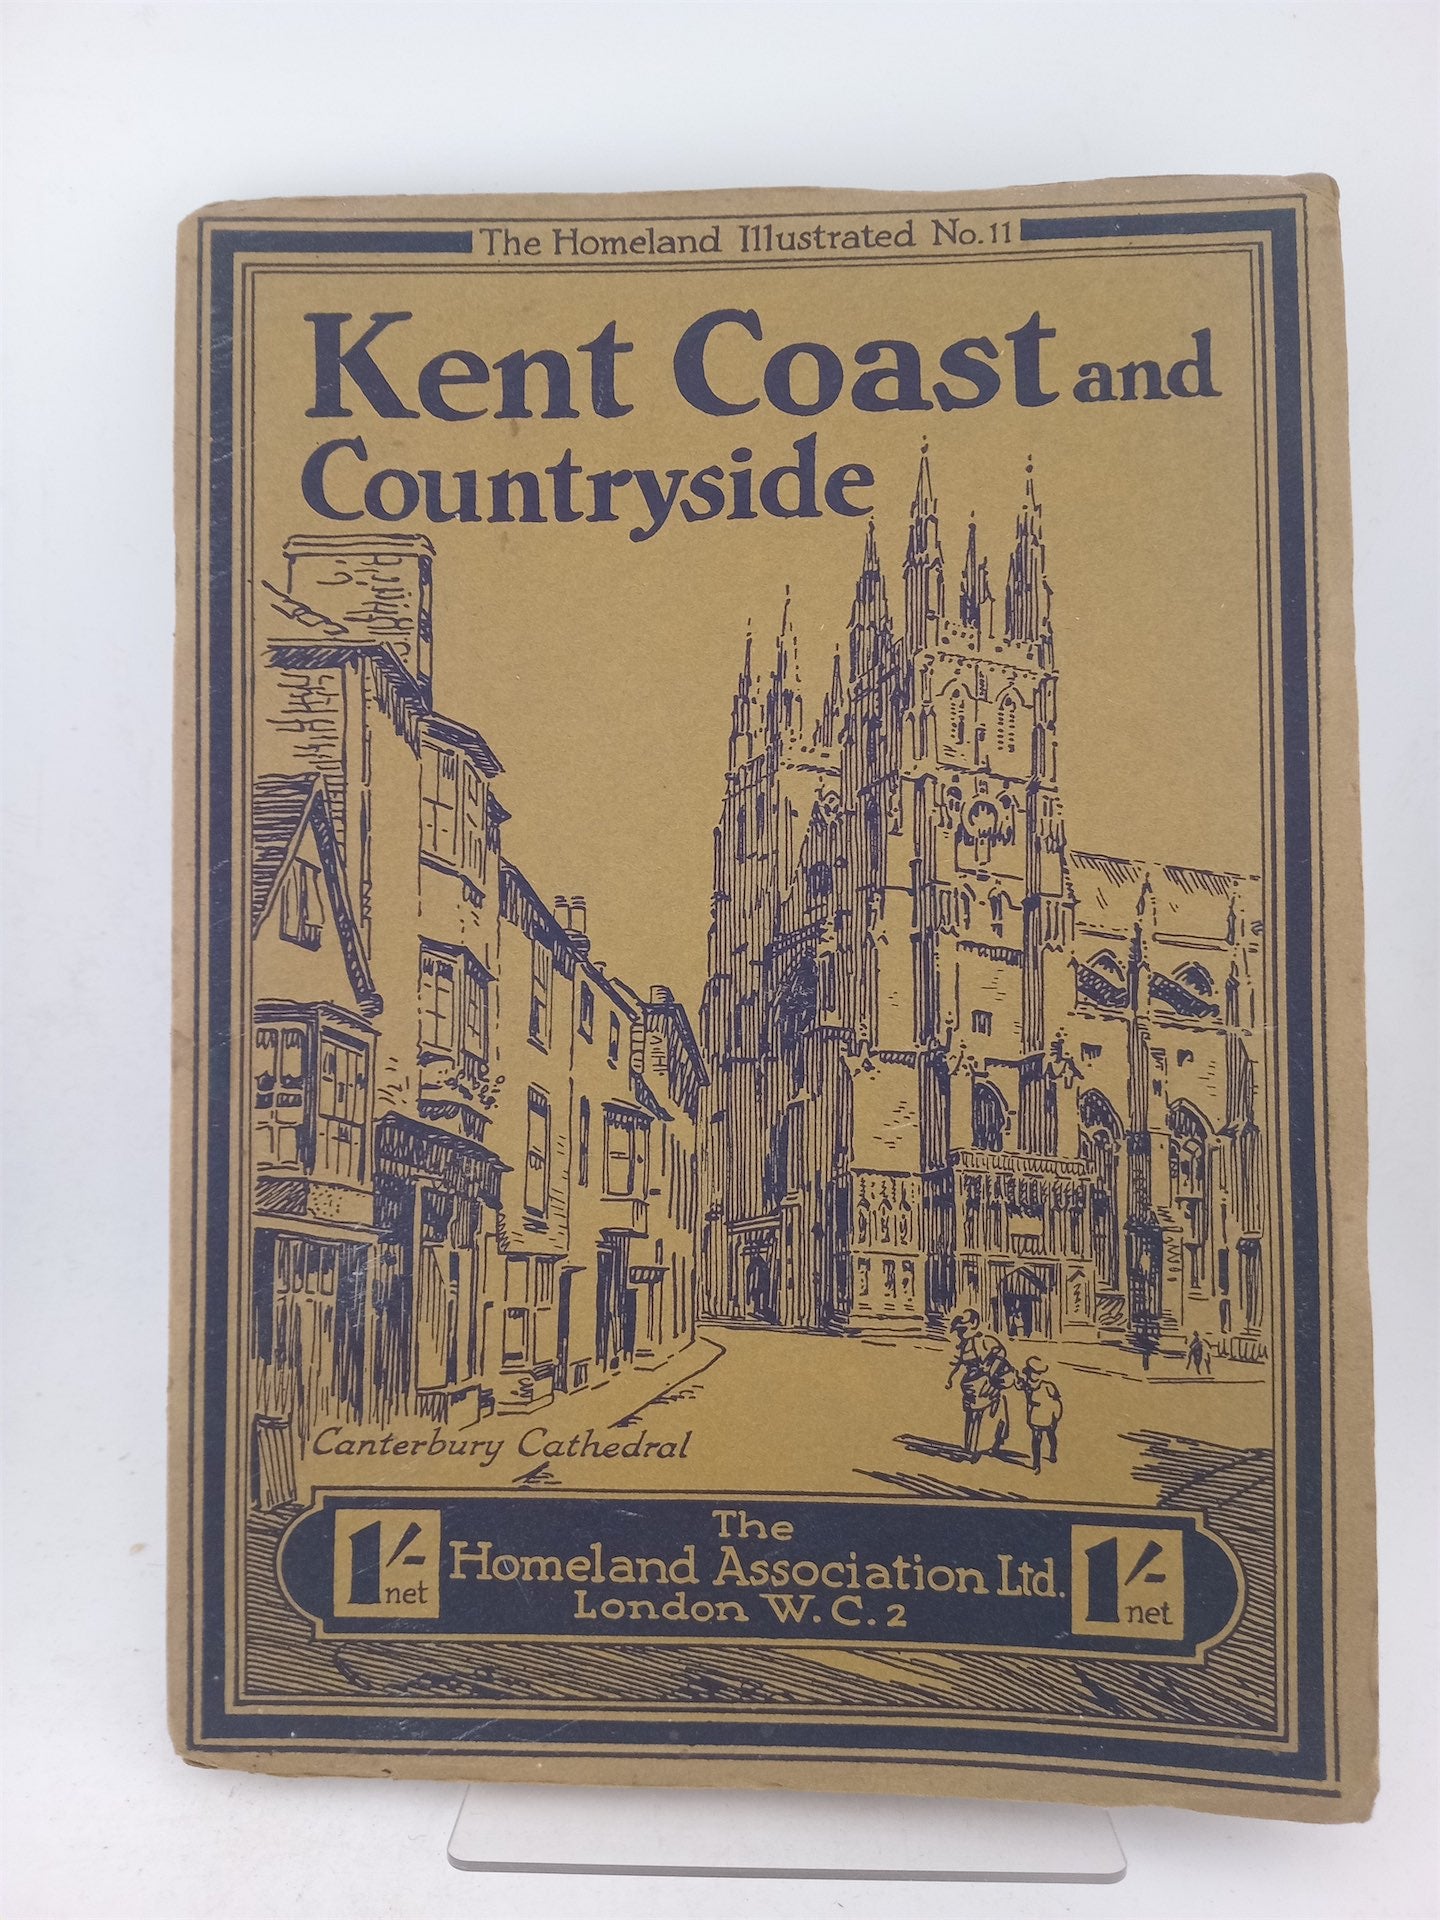 The Homeland Illustrated No. 11
Kent Coast and
Countryside
Canterbury Cathedral
1/- net
The
Homeland Association Ltd.
London W. C. 2
1/- net